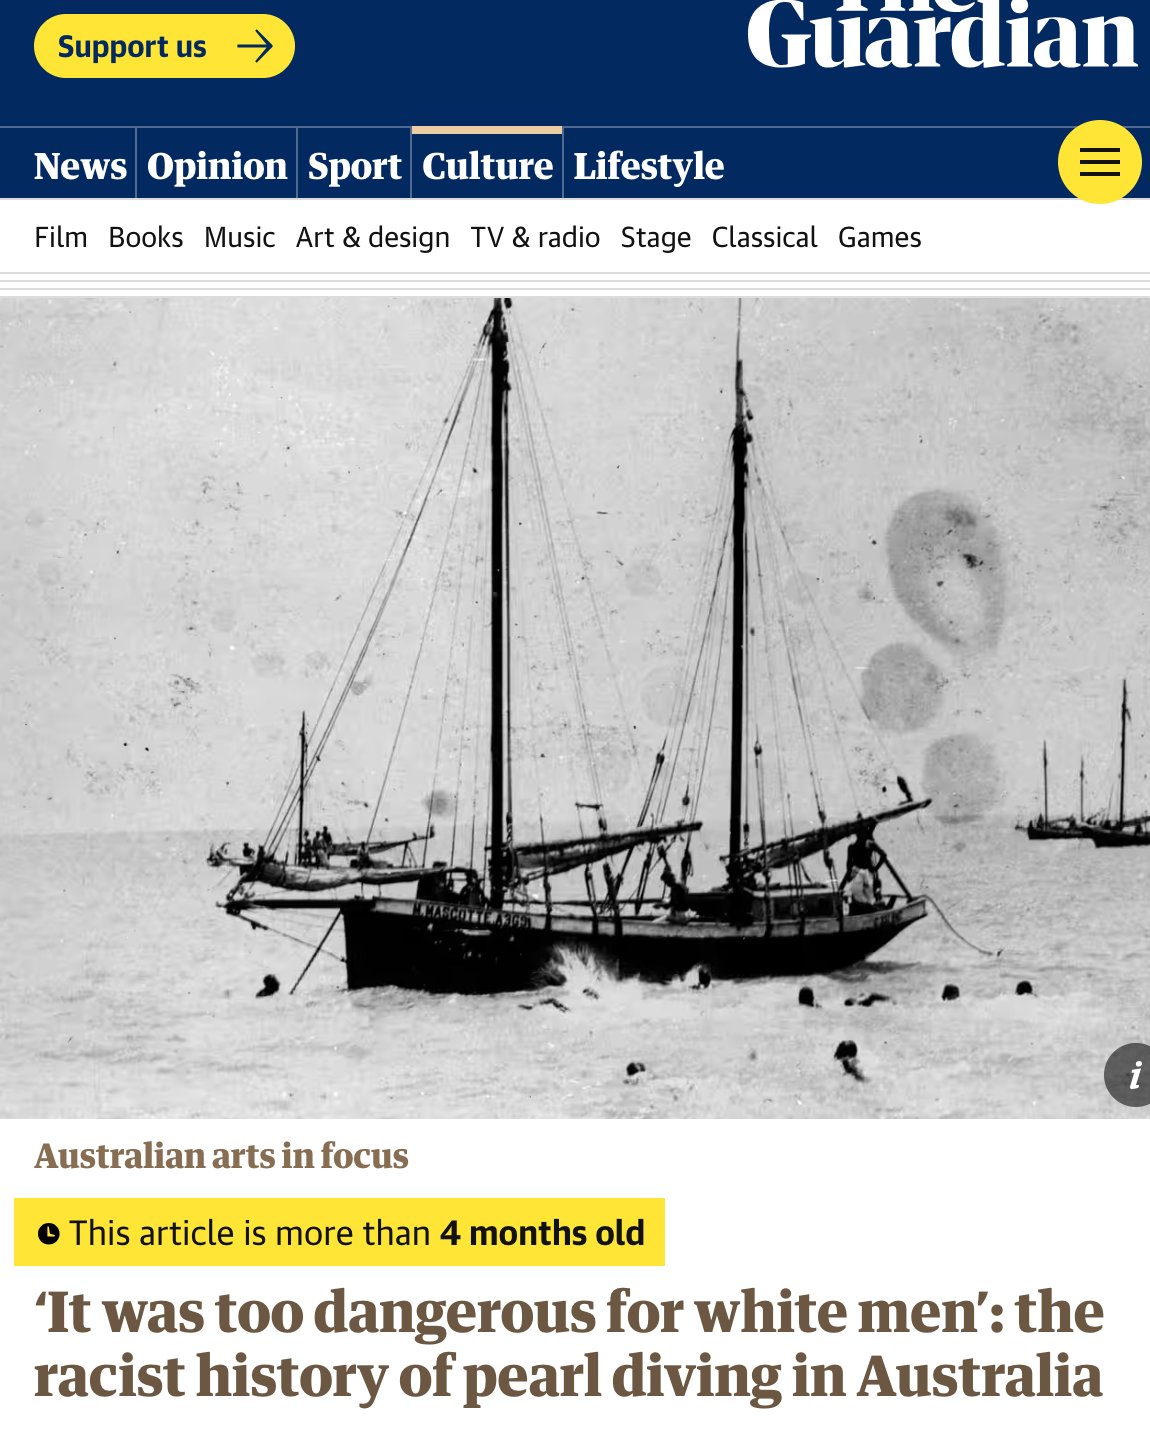 Support us
The
Guardian
News Opinion Sport Culture Lifestyle
Film Books Music Art & design TV & radio Stage Classical Games
i
Australian arts in focus
This article is more than 4 months old
‘It was too dangerous for white men’: the
racist history of pearl diving in Australia